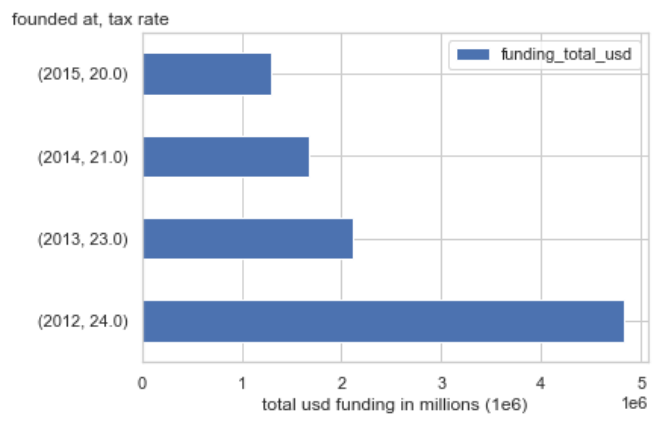 founded at, tax rate
funding_total_usd
(2015, 20.0)
(2014, 21.0)
(2013, 23.0)
(2012, 24.0)
0 1 2 3 4 5
1e6
total usd funding in millions (1e6)